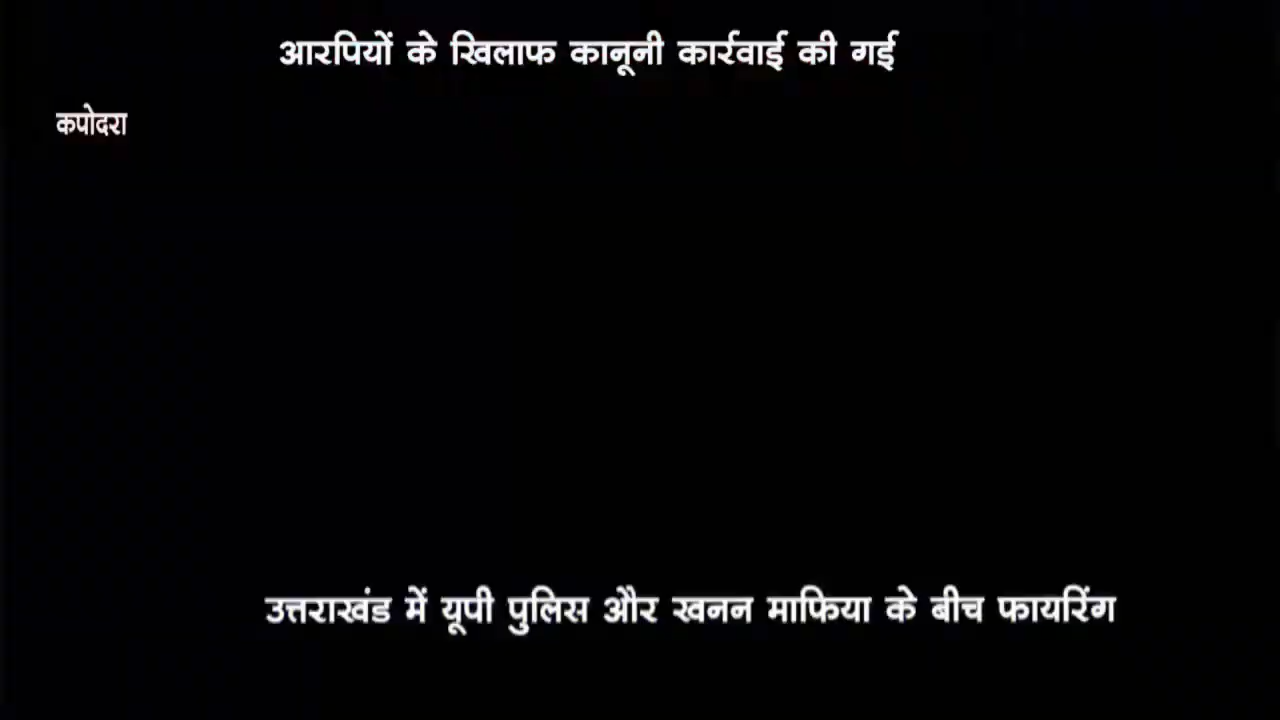 आरपियों के खिलाफ कानूनी कार्रवाई की गई
कपोदरा
उत्तराखंड में यूपी पुलिस और खनन माफिया के बीच फायरिंग